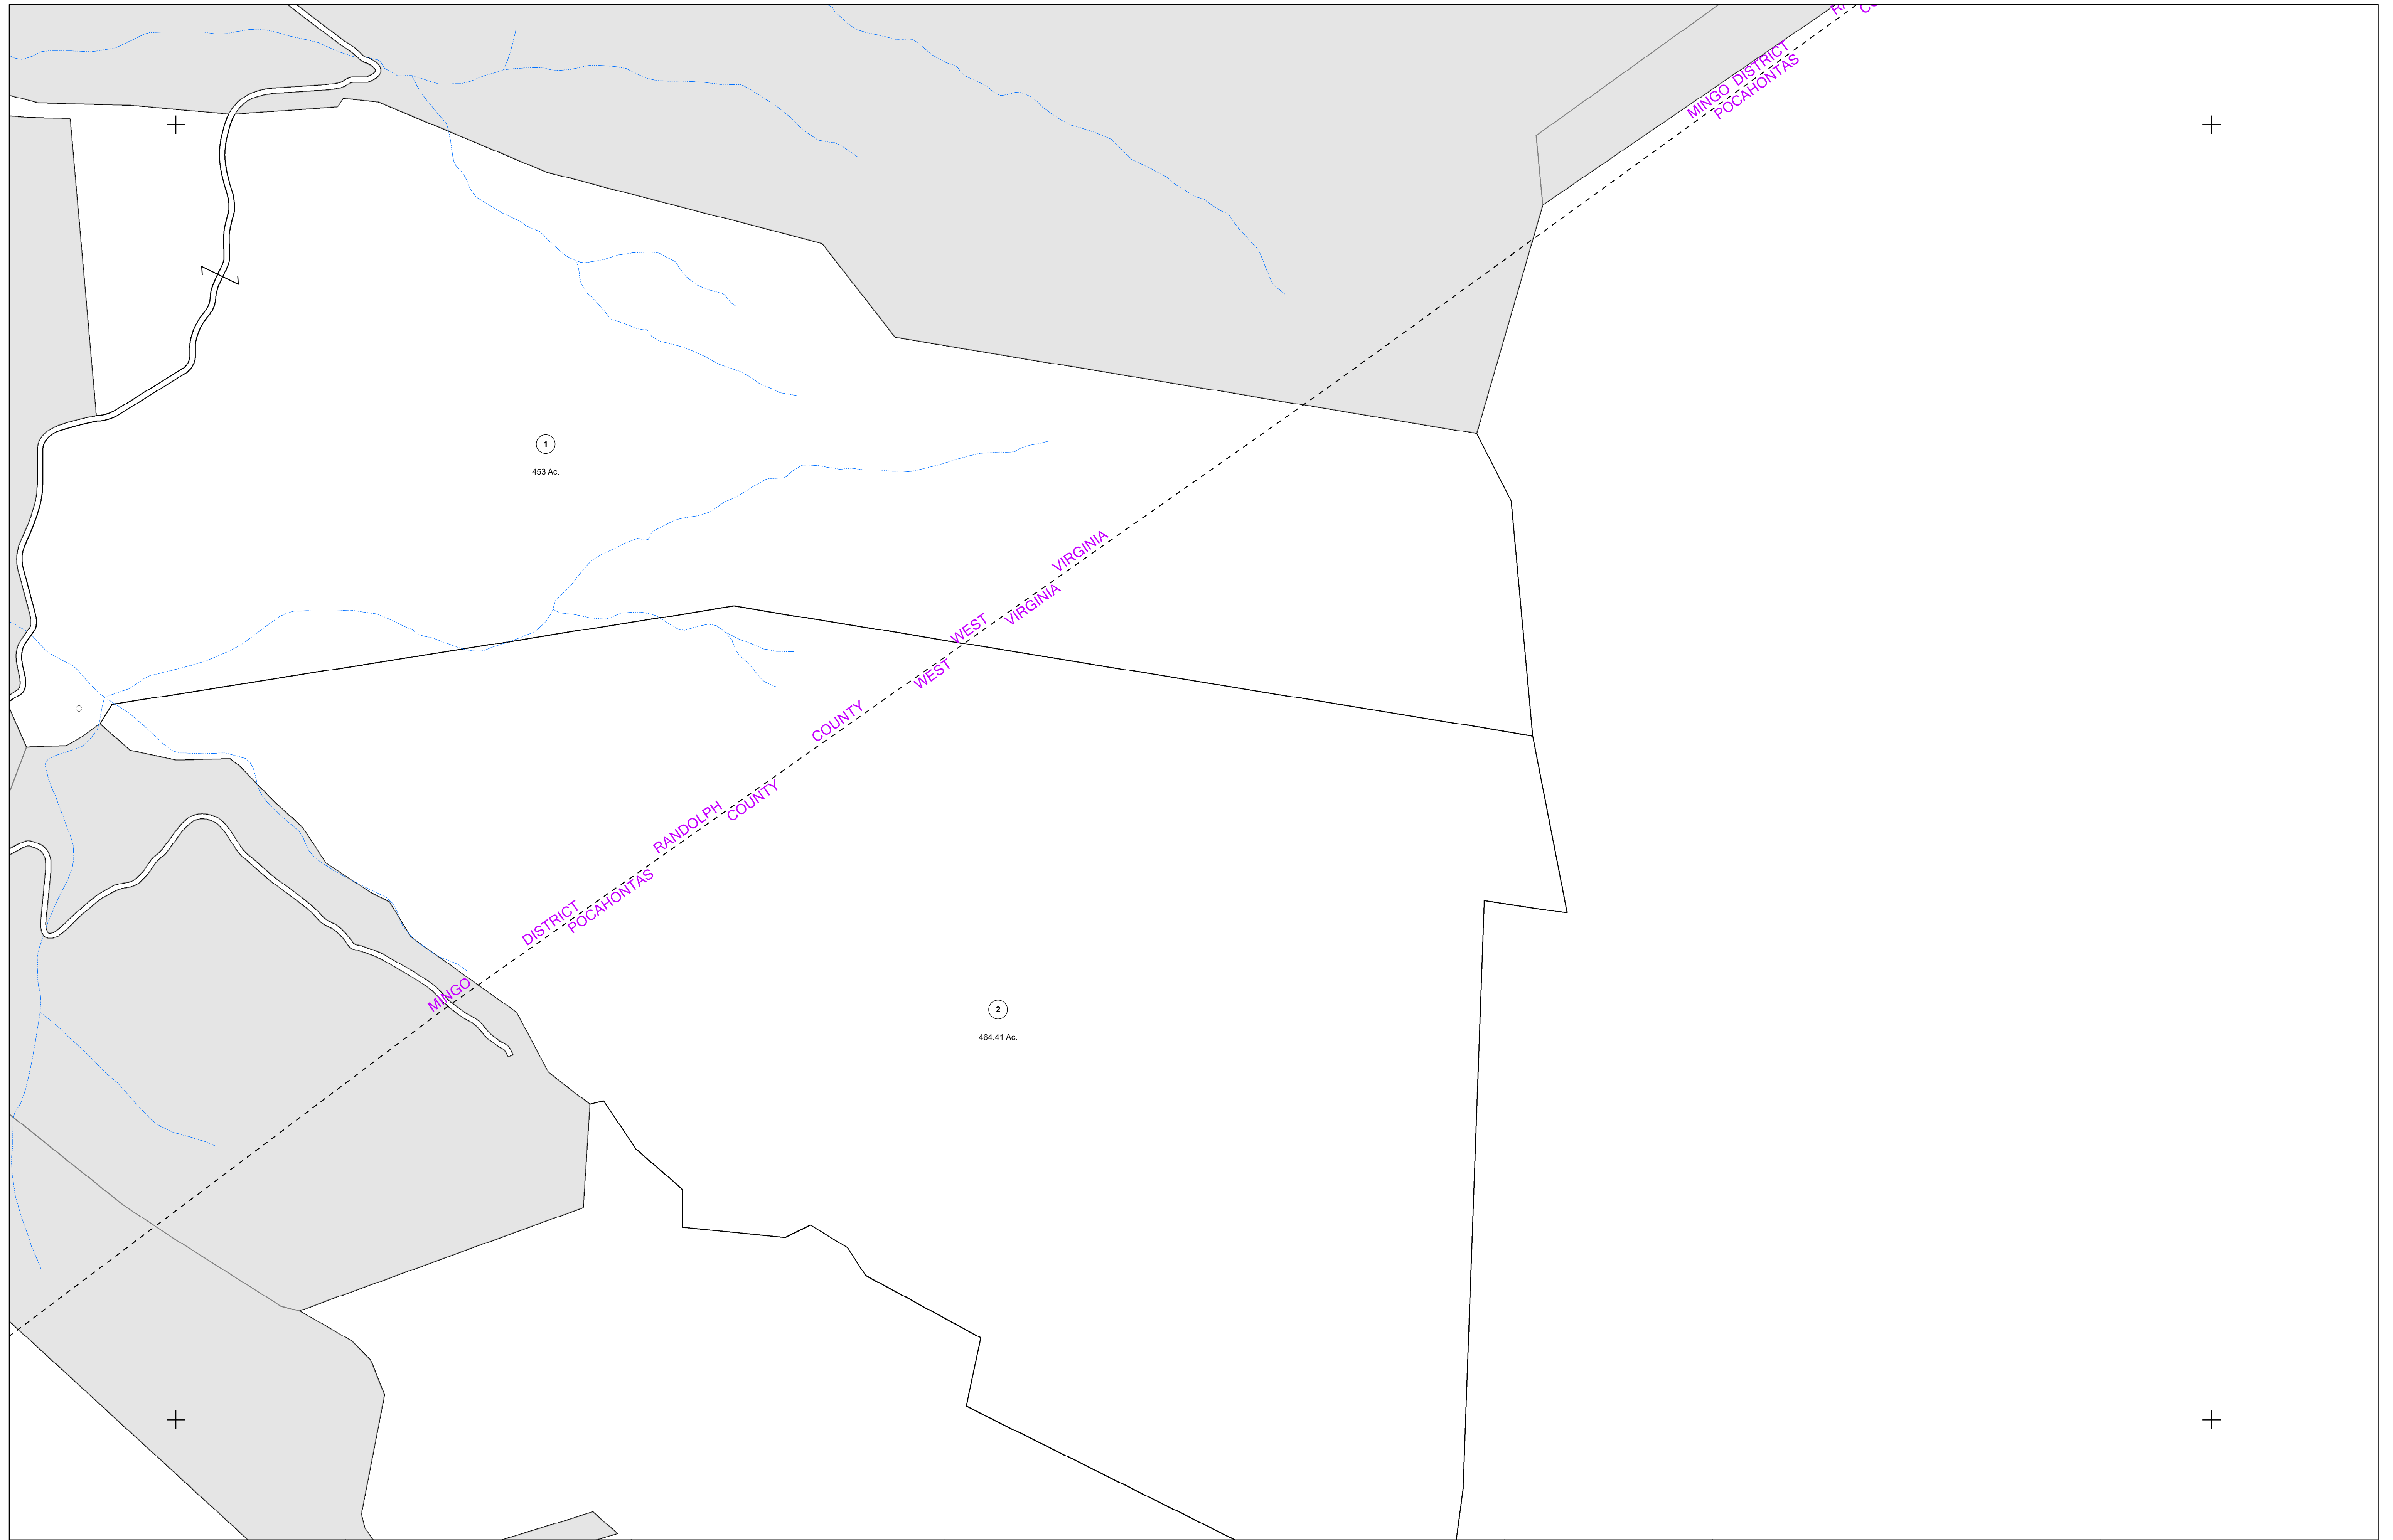 MINGO DISTRICT
POCAHONTAS
1
453 Ac.
MINGO DISTRICT RANDOLPH COUNTY WEST VIRGINIA
POCAHONTAS COUNTY WEST VIRGINIA
2
464.41 Ac.